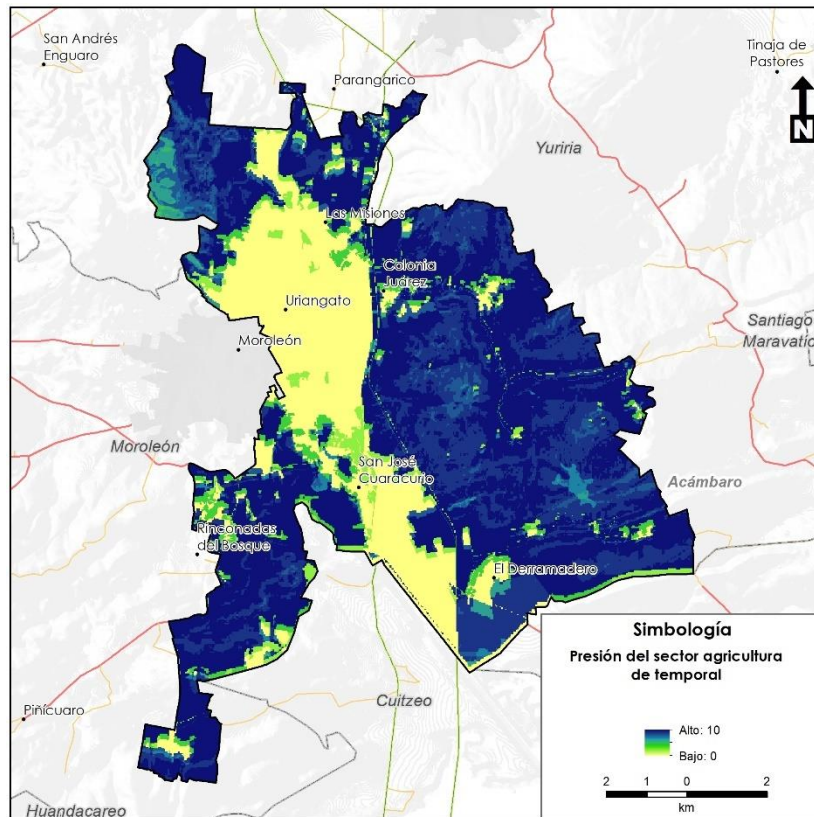 San Andrés
Enguaro
Tinaja de
Pastores
Parangarico
N
Yuriria
Las Misiones
Colonia
Juárez
Uriangato
Santiago
Maravatío
Moroleón
Moroleón
San José
Cuaracurio
Acámbaro
Rinconadas
del Bosque
El Derramadero
Simbología
Presión del sector agricultura
de temporal
Alto: 10
Bajo: 0
2 1 0 2
km
Cuitzeo
Piñícuaro
Huandacareo